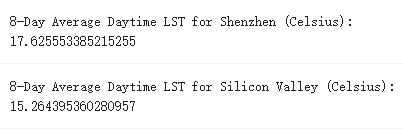 8-Day Average Daytime LST for Shenzhen (Celsius):
17.625553385215255
8-Day Average Daytime LST for Silicon Valley (Celsius):
15.264395360280957